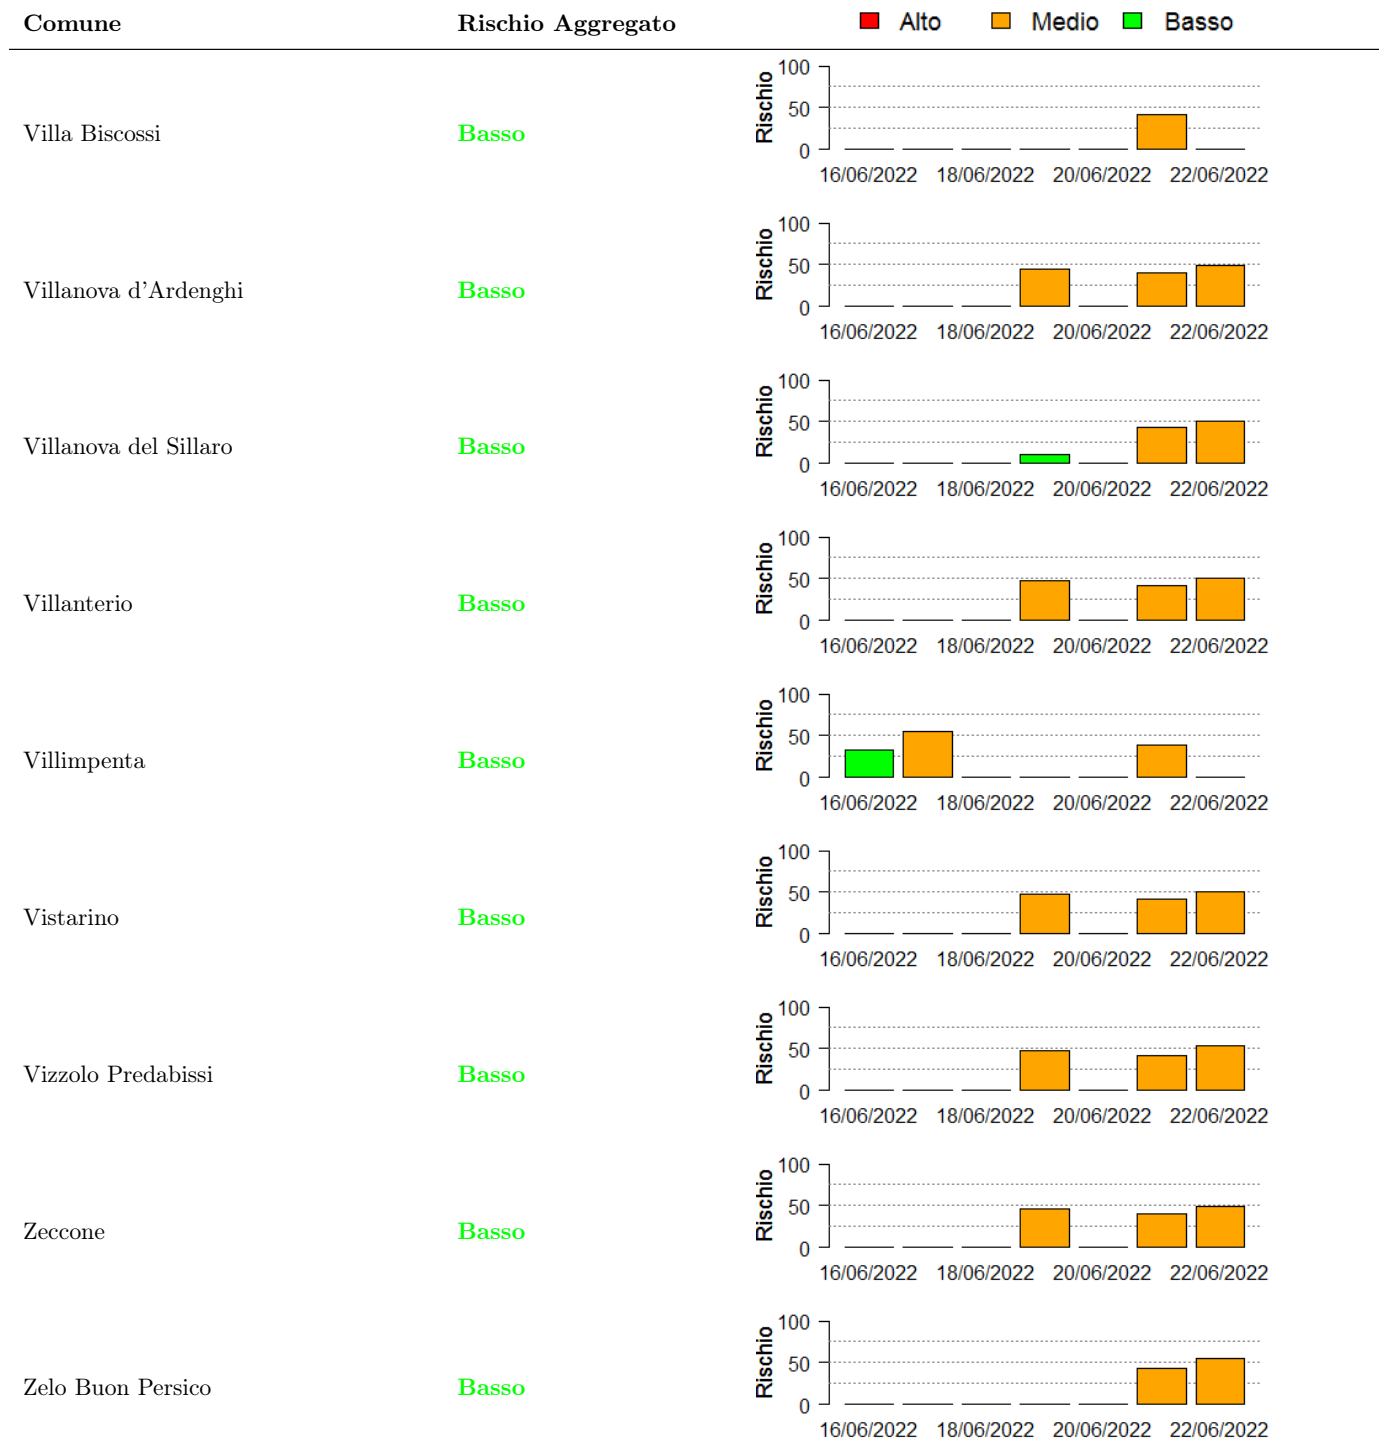 Comune Rischio Aggregato Alto Medio Basso
100
50
0
Rischio
Villa Biscossi Basso
16/06/2022 18/06/2022 20/06/2022 22/06/2022
100
50
0
Rischio
Villanova d'Ardenghi Basso
16/06/2022 18/06/2022 20/06/2022 22/06/2022
100
50
0
Rischio
Villanova del Sillaro Basso
16/06/2022 18/06/2022 20/06/2022 22/06/2022
100
50
0
Rischio
Villanterio Basso
16/06/2022 18/06/2022 20/06/2022 22/06/2022
100
50
0
Rischio
Villimpenta Basso
16/06/2022 18/06/2022 20/06/2022 22/06/2022
100
50
0
Rischio
Vistarino Basso
16/06/2022 18/06/2022 20/06/2022 22/06/2022
100
50
0
Rischio
Vizzolo Predabissi Basso
16/06/2022 18/06/2022 20/06/2022 22/06/2022
100
50
0
Rischio
Zeccone Basso
16/06/2022 18/06/2022 20/06/2022 22/06/2022
100
50
0
Rischio
Zelo Buon Persico Basso
16/06/2022 18/06/2022 20/06/2022 22/06/2022